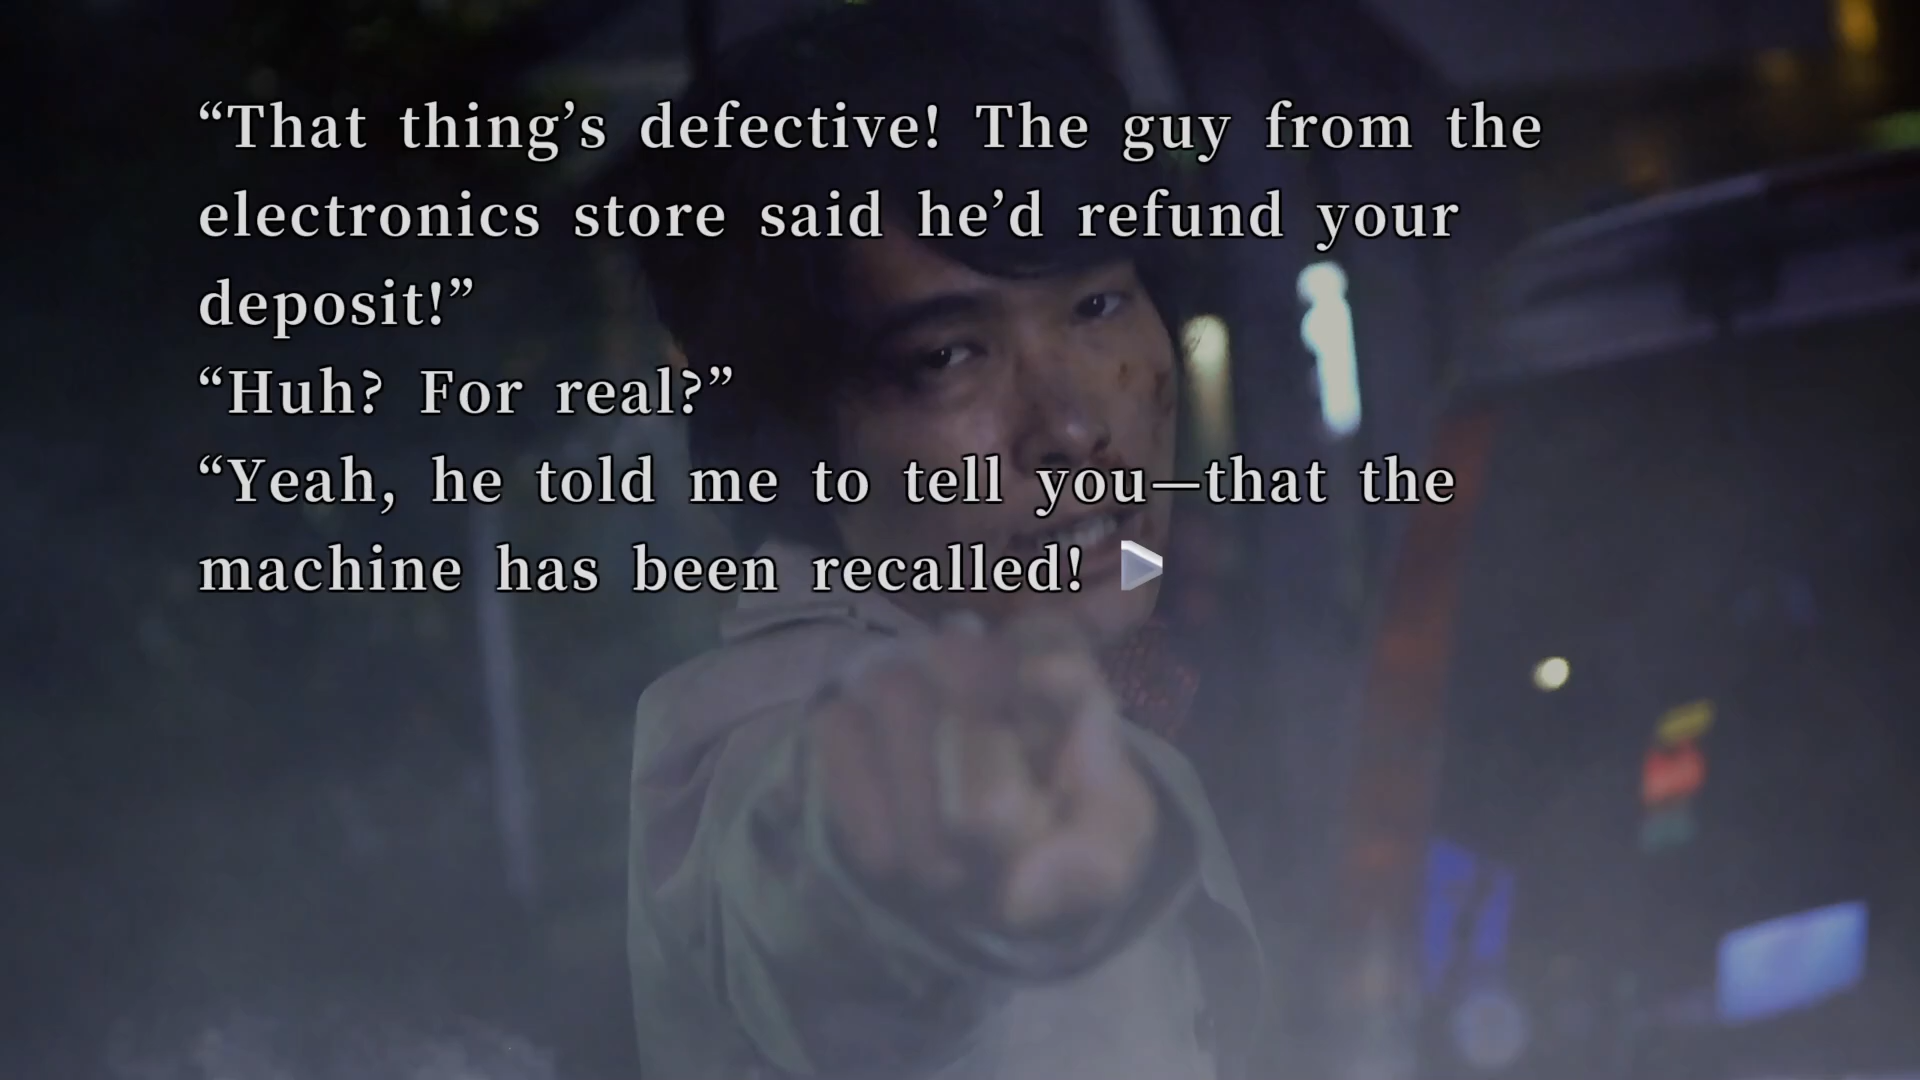 “That thing’s defective! The guy from the
electronics store said he’d refund your
deposit!”
“Huh? For real?”
“Yeah, he told me to tell you—that the
machine has been recalled!